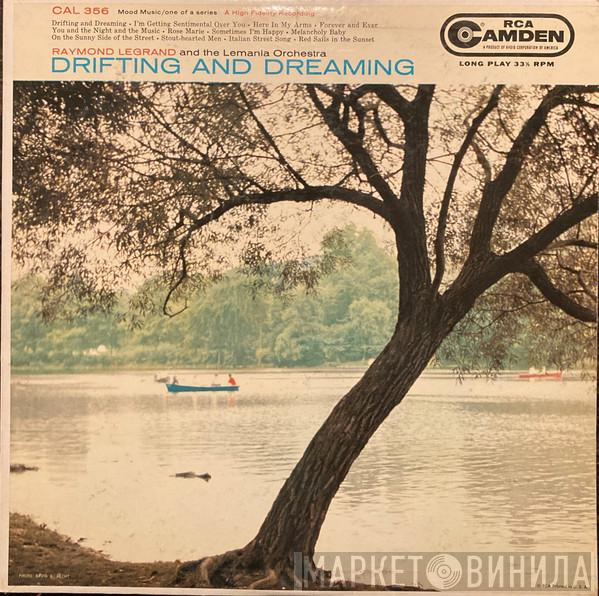 CAL 356 Mood Music/one of a series A High Fidelity Recording
Drifting and Dreaming • I'm Getting Sentimental Over You • Here In My Arms • Forever and Ever
You and the Night and the Music • Rose Marie • Sometimes I'm Happy • Melancholy Baby
On the Sunny Side of the Street • Stout-hearted Men • Italian Street Song • Red Sails in the Sunset
RAYMOND LEGRAND and the Lemania Orchestra
DRIFTING AND DREAMING
RCA
CAMDEN
A PRODUCT OF RADIO CORPORATION OF AMERICA
LONG PLAY 33⅓ RPM
МАРКЕТ ВИНИЛА